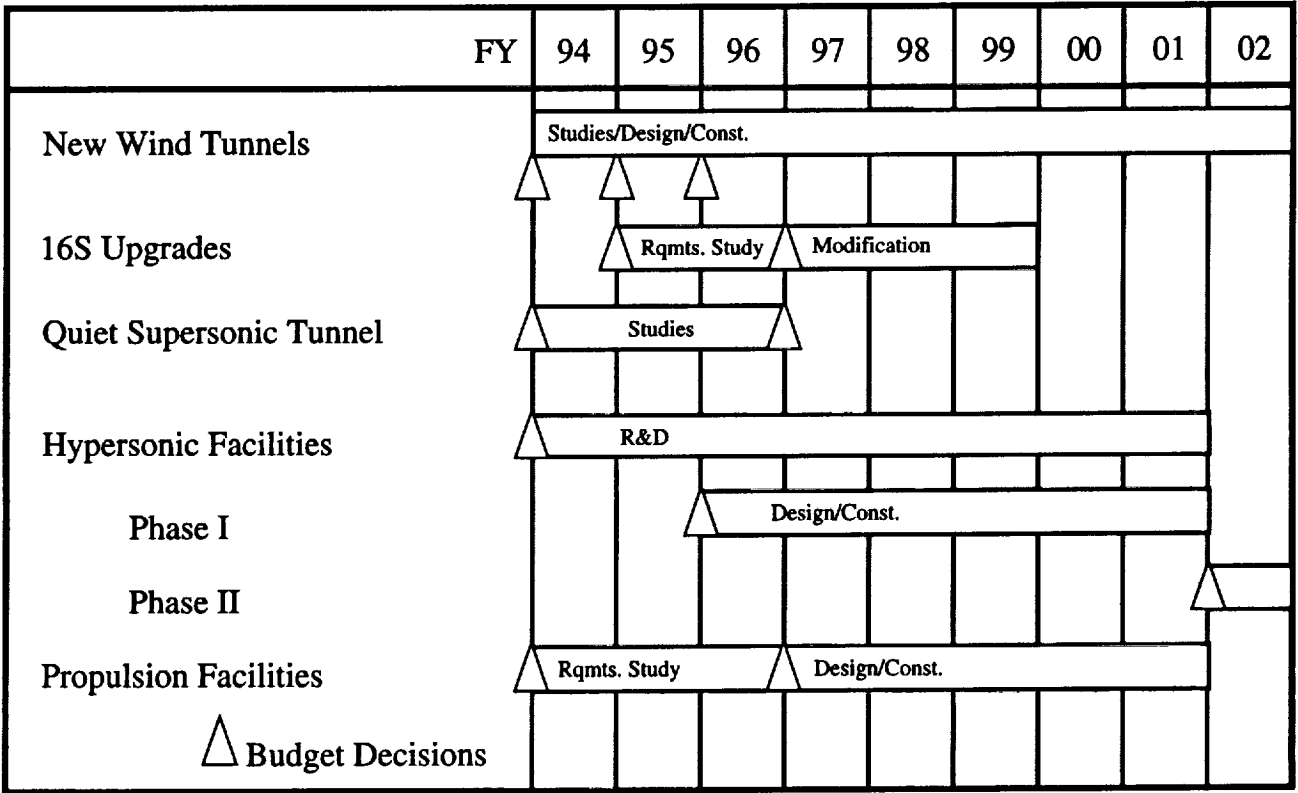 FY 94 95 96 97 98 99 00 01 02
New Wind Tunnels Studies/Design/Const.
16S Upgrades Rqmts. Study Modification
Quiet Supersonic Tunnel Studies
Hypersonic Facilities R&D
Phase I Design/Const.
Phase II
Propulsion Facilities Rqmts. Study Design/Const.
Budget Decisions